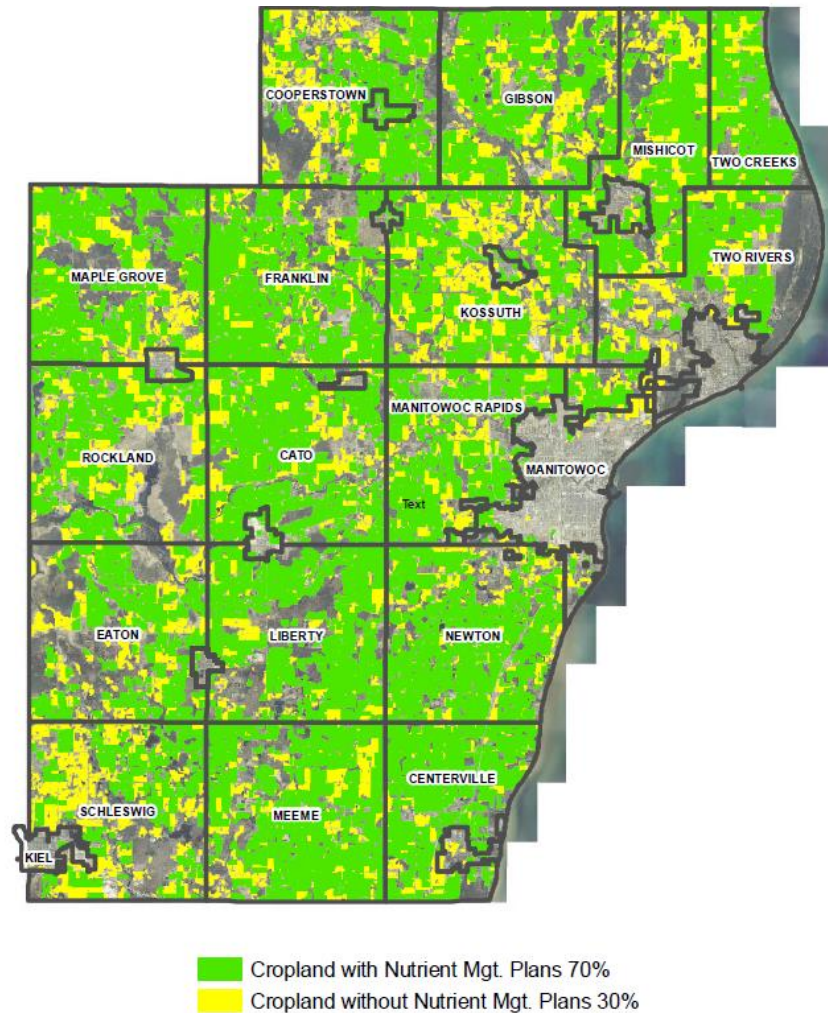 COOPERSTOWN
GIBSON
MISHICOT
TWO CREEKS
MAPLE GROVE
FRANKLIN
TWO RIVERS
KOSSUTH
MANITOWOC RAPIDS
ROCKLAND
CATO
MANITOWOC
Text
EATON
LIBERTY
NEWTON
CENTERVILLE
SCHLESWIG
MEEME
KIEL
Cropland with Nutrient Mgt. Plans 70%
Cropland without Nutrient Mgt. Plans 30%